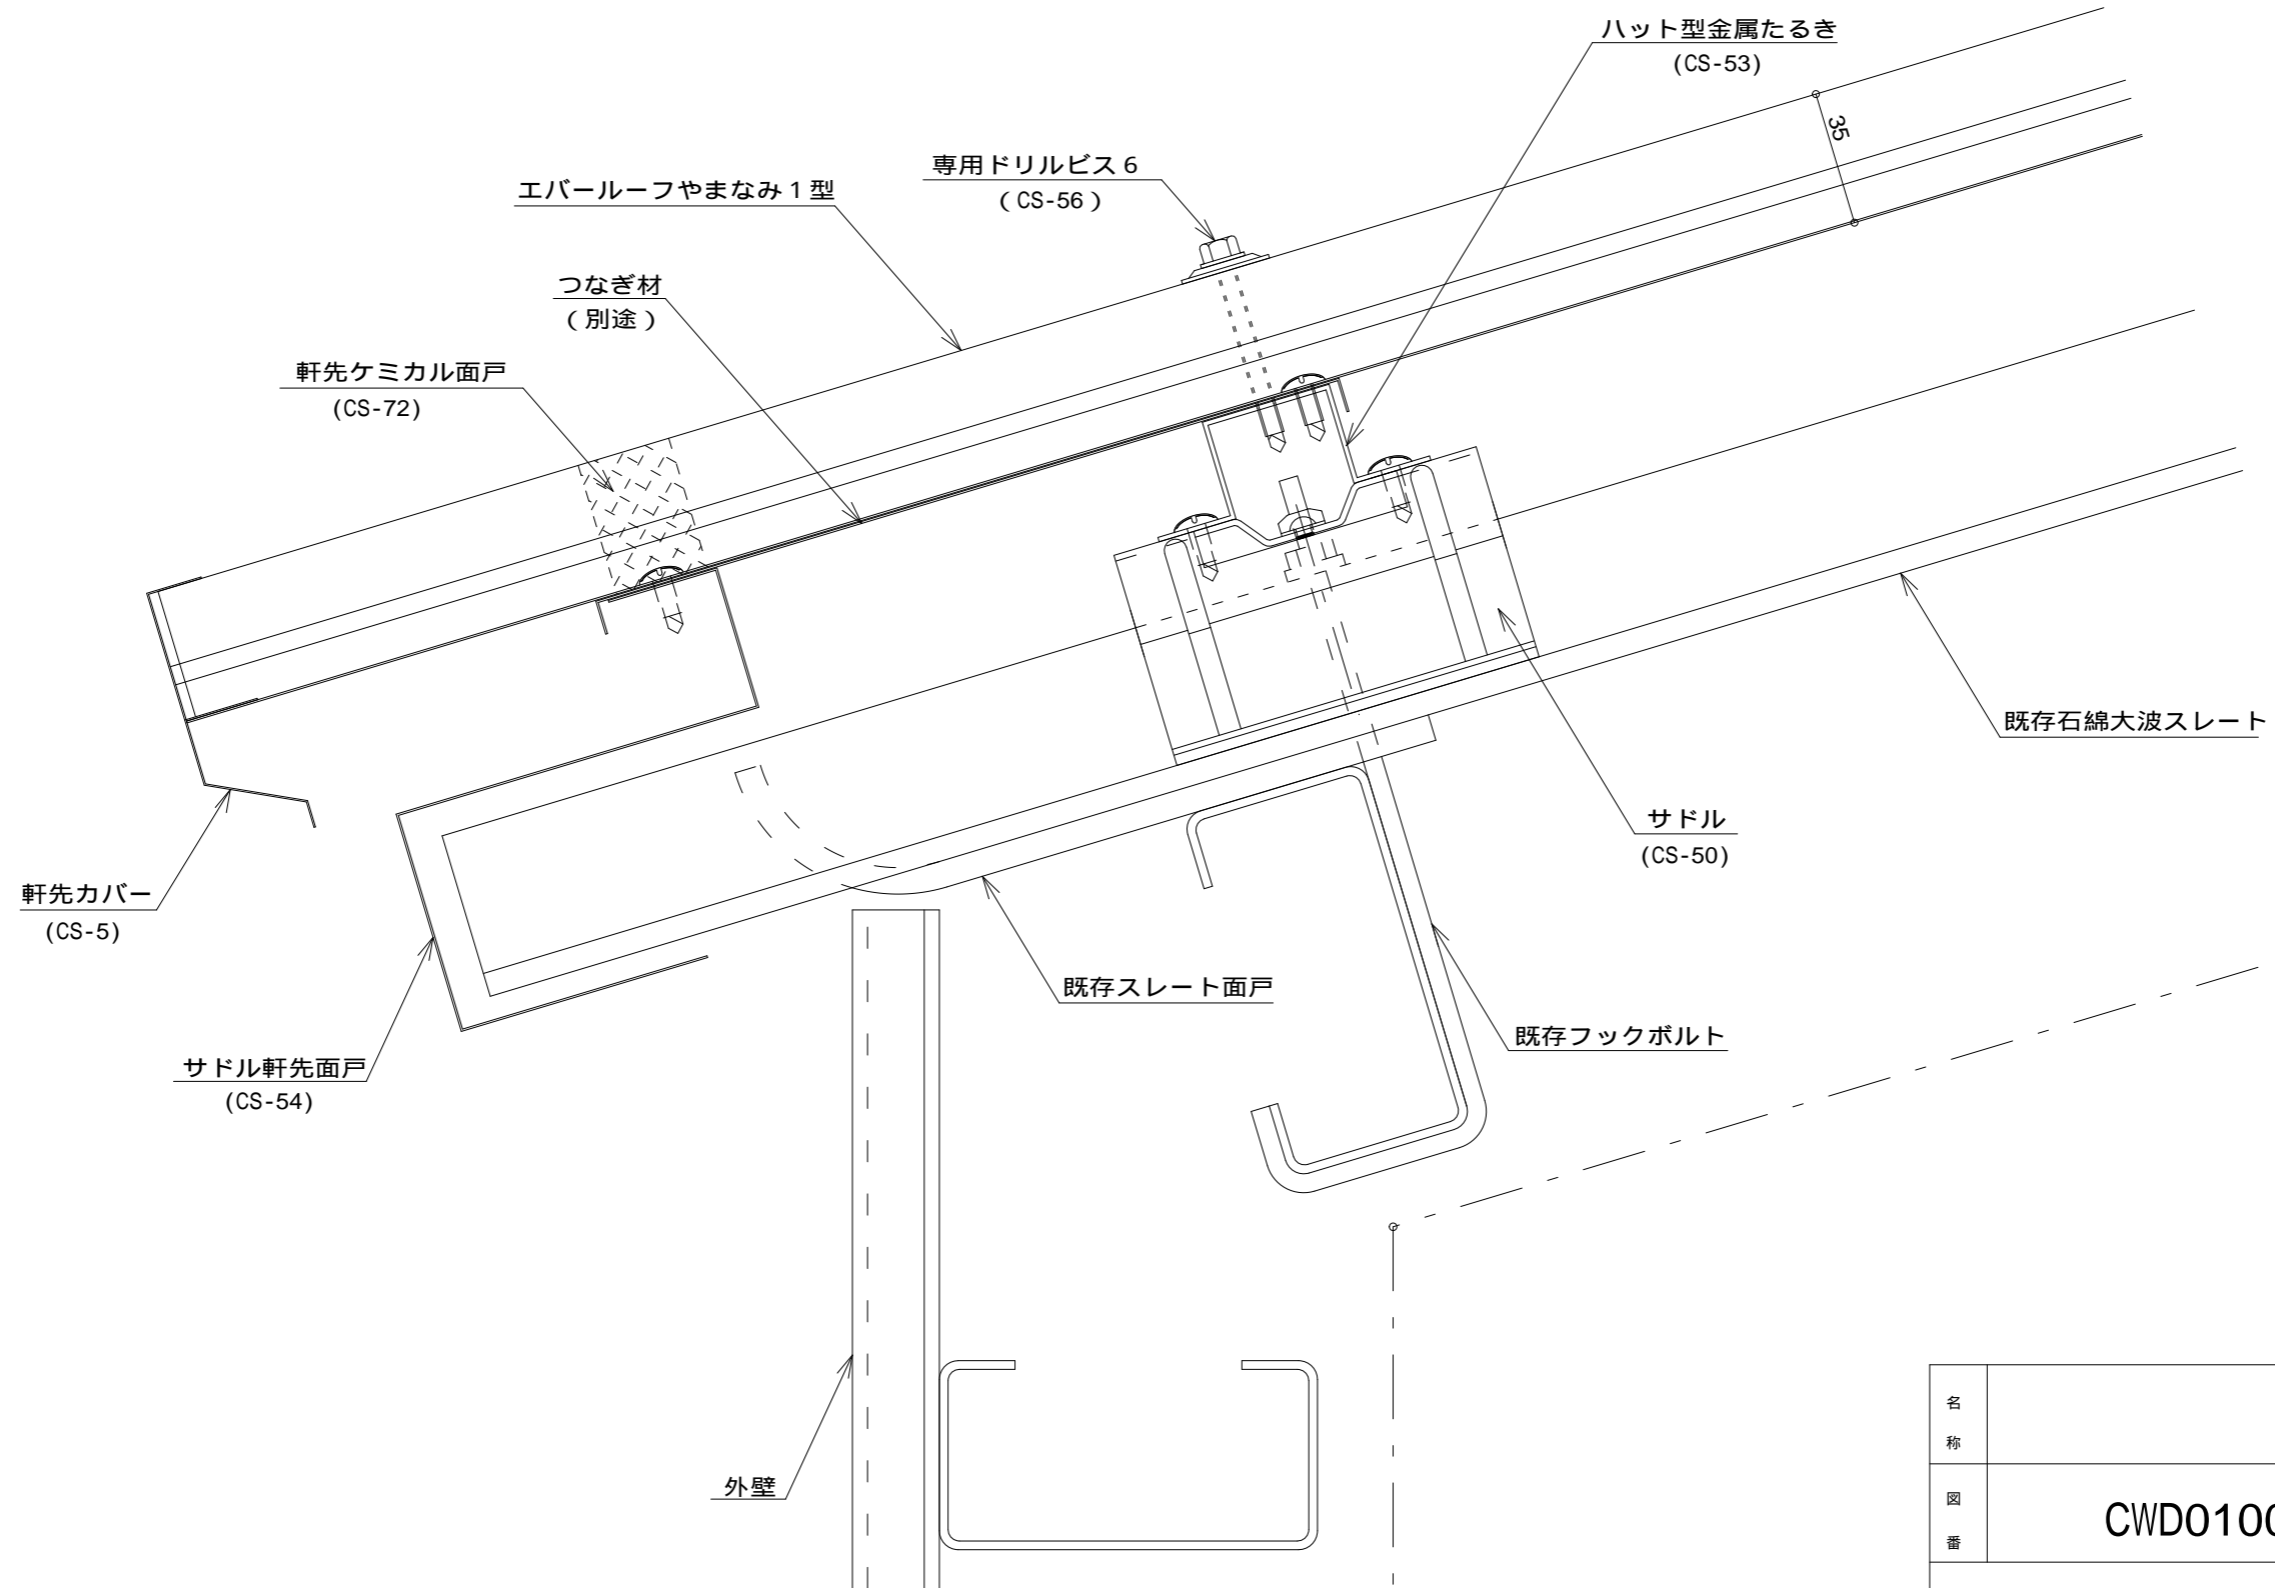 ハット型金属たるき
(CS-53)
35
専用ドリルビス6
(CS-56)
エバールーフやまなみ1型
つなぎ材
(別途)
軒先ケミカル面戸
(CS-72)
既存石綿大波スレート
サドル
(CS-50)
軒先カバー
(CS-5)
既存スレート面戸
既存フックボルト
サドル軒先面戸
(CS-54)
外壁
名称
図番
CWD0100